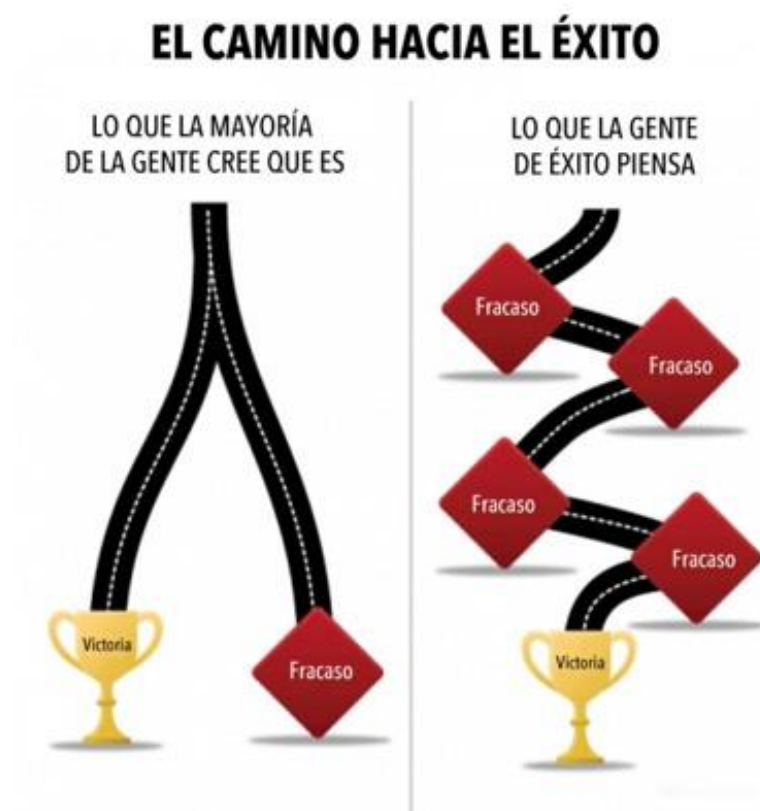 EL CAMINO HACIA EL ÉXITO
LO QUE LA MAYORÍA
DE LA GENTE CREE QUE ES
Victoria
Fracaso
LO QUE LA GENTE
DE ÉXITO PIENSA
Fracaso
Fracaso
Fracaso
Fracaso
Victoria